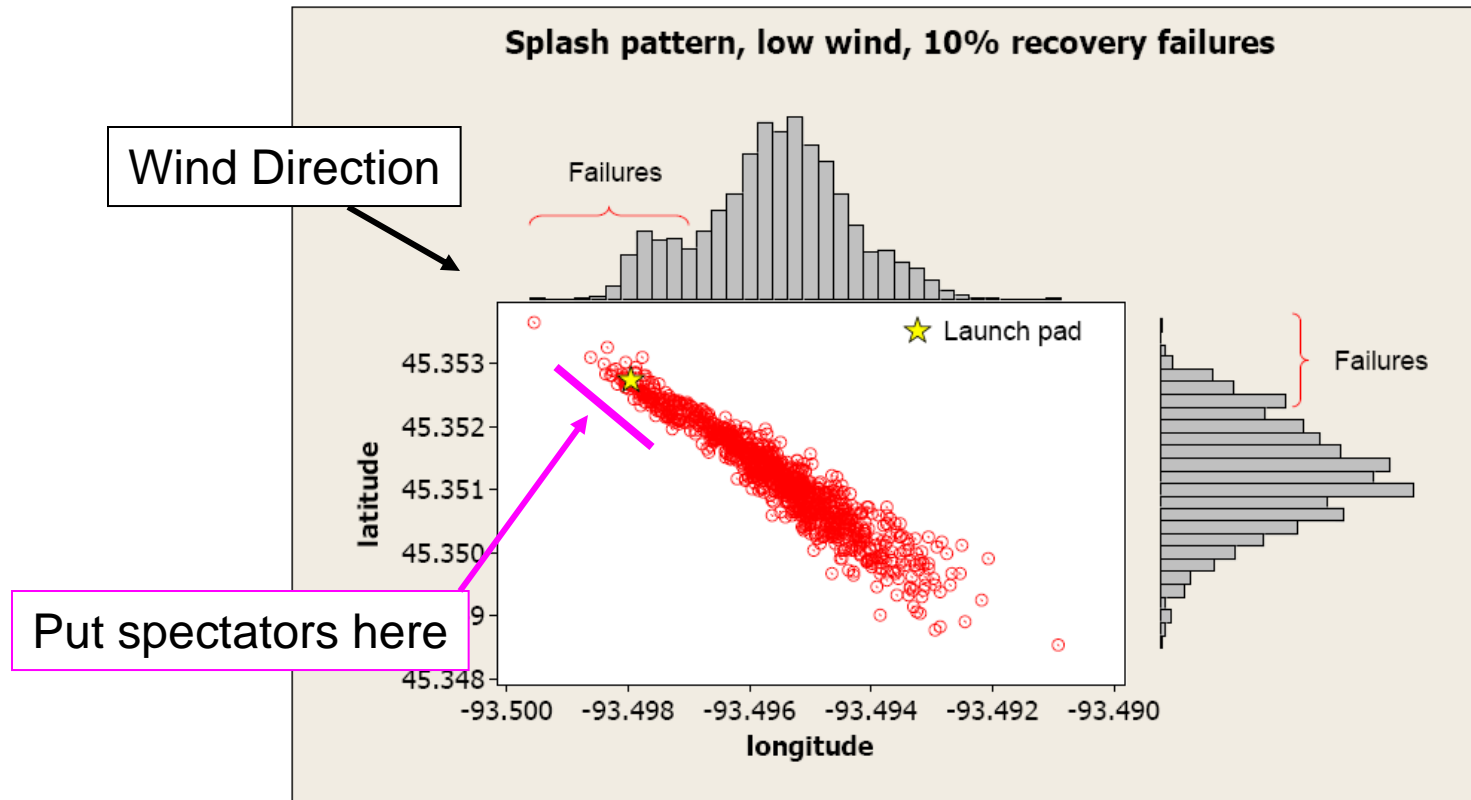 Splash pattern, low wind, 10% recovery failures
Wind Direction
Failures
Launch pad
Failures
45.353
45.352
45.351
45.350
9
45.348
latitude
Put spectators here
-93.500 -93.498 -93.496 -93.494 -93.492 -93.490
longitude